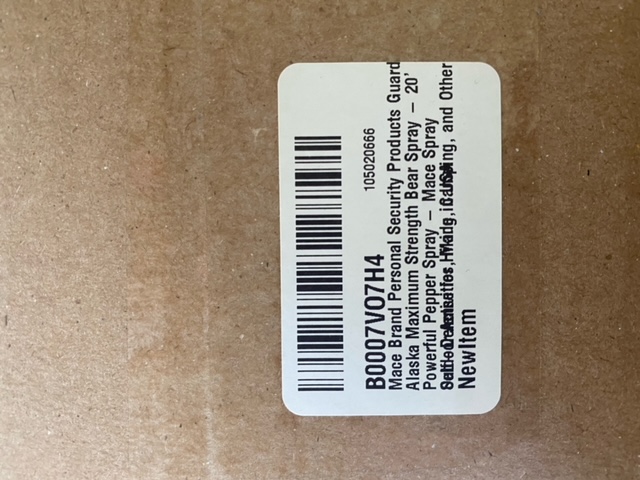 105020666
B0007VO7H4
Mace Brand Personal Security Products Guard
Alaska Maximum Strength Bear Spray – 20'
Powerful Pepper Spray – Mace Spray
and Other
NewItem